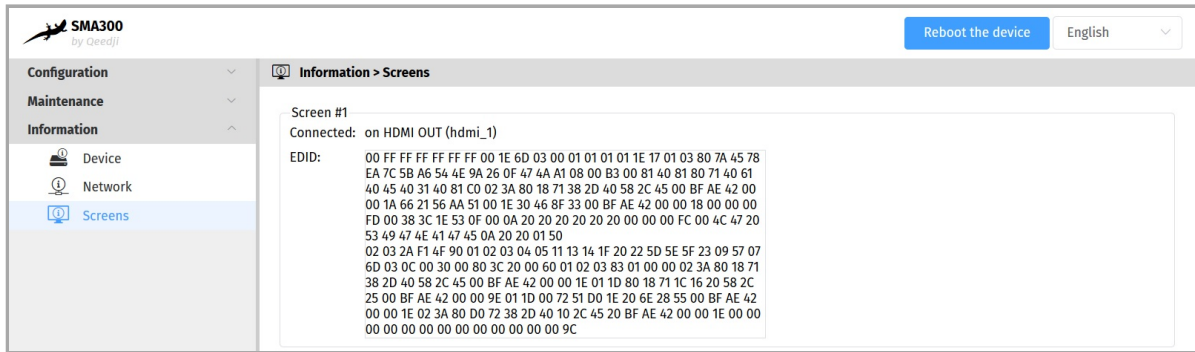 SMA300
by Qeedji
Reboot the device
English
Configuration
Maintenance
Information
Device
Network
Screens
Information > Screens
Screen #1
Connected: on HDMI OUT (hdmi_1)
EDID:
00 FF FF FF FF FF FF 00 1E 6D 03 00 01 01 01 01 1E 17 01 03 80 7A 45 78
EA 7C 5B A6 54 4E 9A 26 0F 47 4A A1 08 00 B3 00 81 40 81 80 71 40 61
40 45 40 31 40 81 C0 02 3A 80 18 71 38 2D 40 58 2C 45 00 BF AE 42 00
00 1A 66 21 56 AA 51 00 1E 30 46 8F 33 00 BF AE 42 00 00 18 00 00 00
FD 00 38 3C 1E 53 0F 00 0A 20 20 20 20 20 20 00 00 00 FC 00 4C 47 20
53 49 47 4E 41 47 45 0A 20 20 01 50
02 03 2A F1 4F 90 01 02 03 04 05 11 13 14 1F 20 22 5D 5E 5F 23 09 57 07
6D 03 0C 00 30 00 80 3C 20 00 60 01 02 03 83 01 00 00 02 3A 80 18 71
38 2D 40 58 2C 45 00 BF AE 42 00 00 1E 01 1D 80 18 71 1C 16 20 58 2C
25 00 BF AE 42 00 00 9E 01 1D 00 72 51 D0 1E 20 6E 28 55 00 BF AE 42
00 00 1E 02 3A 80 D0 72 38 2D 40 10 2C 45 20 BF AE 42 00 00 1E 00 00
00 00 00 00 00 00 00 00 00 00 00 00 9C